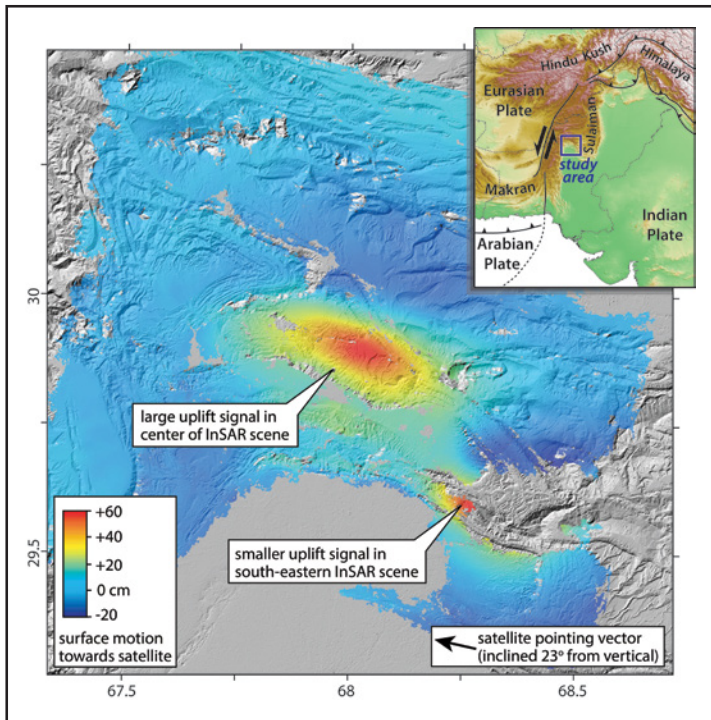 Hindu Kush
Himalaya
Eurasian
Plate
Sulaiman
study
area
Makran
Indian
Plate
Arabian
Plate
30
large uplift signal in
center of InSAR scene
+60
+40
+20
0 cm
-20
surface motion
towards satellite
29.5
smaller uplift signal in
south-eastern InSAR scene
satellite pointing vector
(inclined 23º from vertical)
67.5
68
68.5